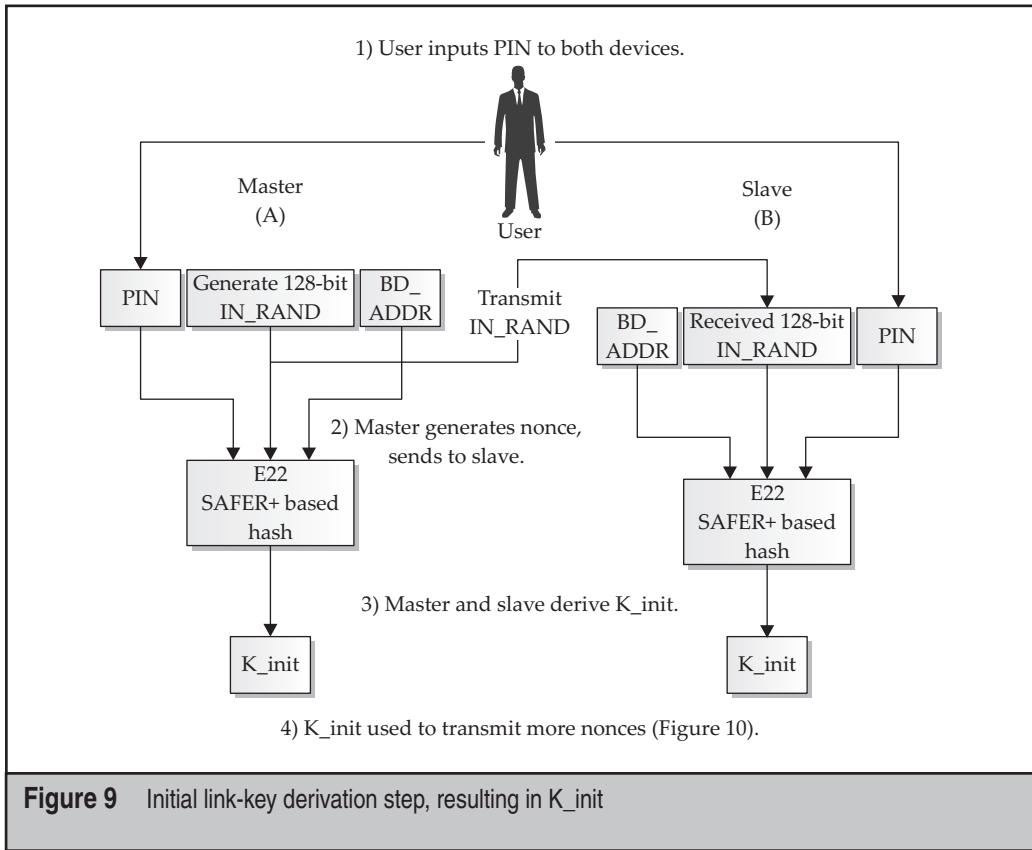 1) User inputs PIN to both devices.
Master
(A)
Slave
(B)
User
PIN
Generate 128-bit
IN_RAND
BD_
ADDR
Transmit
IN_RAND
BD_
ADDR
Received 128-bit
IN_RAND
PIN
2) Master generates nonce,
sends to slave.
E22
SAFER+ based
hash
E22
SAFER+ based
hash
3) Master and slave derive K_init.
K_init
K_init
4) K_init used to transmit more nonces (Figure 10).
Figure 9 Initial link-key derivation step, resulting in K_init